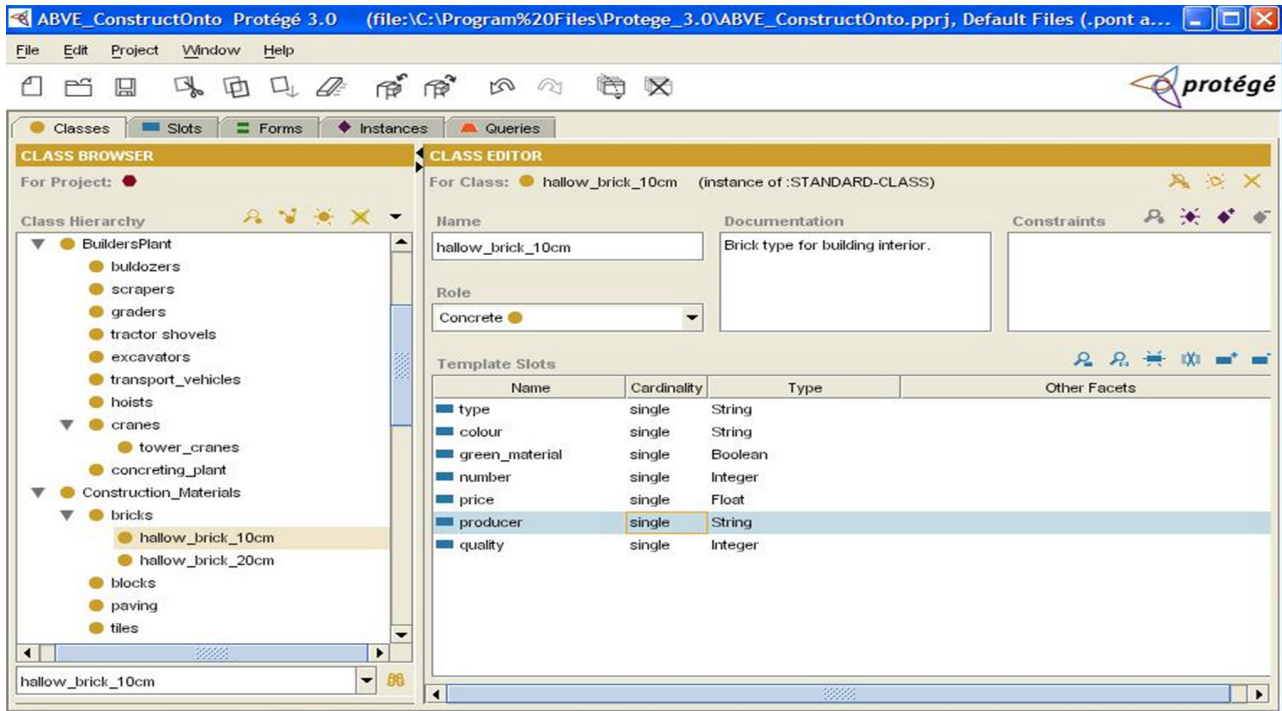 ABVE_ConstructOnto Protégé 3.0 (file:\C:\Program%20Files\Protege_3.0\ABVE_ConstructOnto.pprj, Default Files (.pont a...
File Edit Project Window Help
protégé
Classes Slots Forms Instances Queries
CLASS BROWSER
For Project:
Class Hierarchy
BuildersPlant
buldozers
scrapers
graders
tractor shovels
excavators
transport_vehicles
hoists
cranes
tower_cranes
concreting_plant
Construction_Materials
bricks
hallow_brick_10cm
hallow_brick_20cm
blocks
paving
tiles
hallow_brick_10cm
CLASS EDITOR
For Class: hallow_brick_10cm (instance of :STANDARD-CLASS)
Name Documentation Constraints
hallow_brick_10cm Brick type for building interior.
Role
Concrete
Template Slots
Name Cardinality Type Other Facets
type single String
colour single String
green_material single Boolean
number single Integer
price single Float
producer single String
quality single Integer